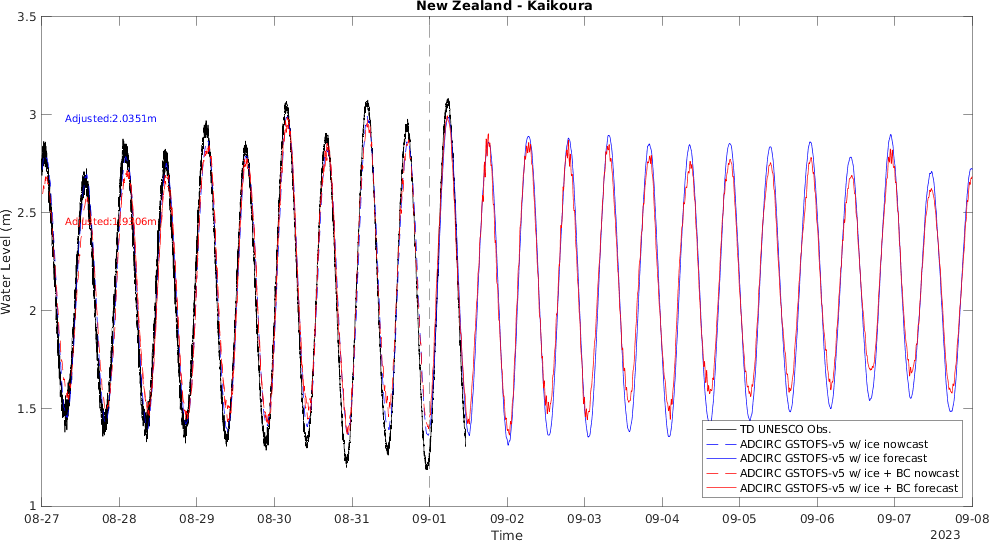 New Zealand - Kaikoura
3.5
3
2.5
2
1.5
1
Water Level (m)
Adjusted:2.0351m
Adjusted:1.9306m
TD UNESCO Obs.
ADCIRC GSTOFS-v5 w/ ice nowcast
ADCIRC GSTOFS-v5 w/ ice forecast
ADCIRC GSTOFS-v5 w/ ice + BC nowcast
ADCIRC GSTOFS-v5 w/ ice + BC forecast
08-27 08-28 08-29 08-30 08-31 09-01 09-02 09-03 09-04 09-05 09-06 09-07 09-08
Time
2023